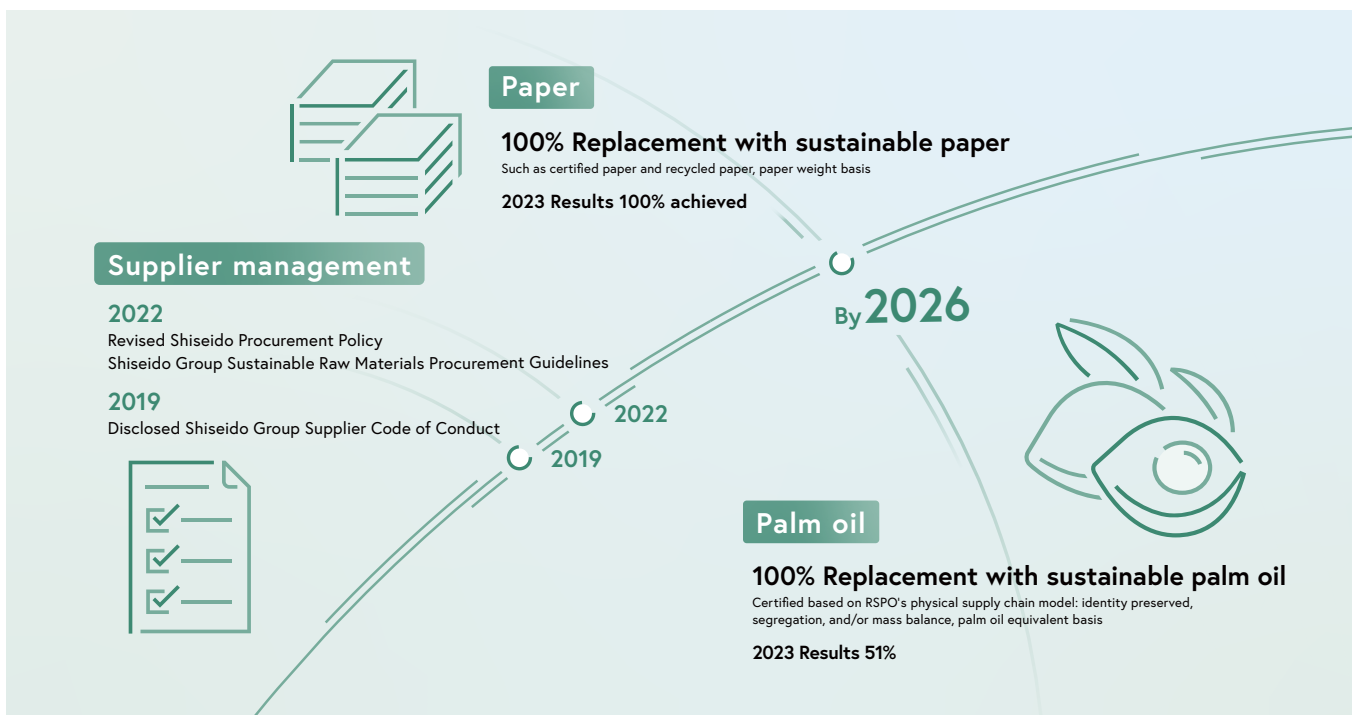 Paper
100% Replacement with sustainable paper
Such as certified paper and recycled paper, paper weight basis
2023 Results 100% achieved
Supplier management
2022
Revised Shiseido Procurement Policy
Shiseido Group Sustainable Raw Materials Procurement Guidelines
2019
Disclosed Shiseido Group Supplier Code of Conduct
By 2026
2022
2019
Palm oil
100% Replacement with sustainable palm oil
Certified based on RSPO's physical supply chain model: identity preserved,
segregation, and/or mass balance, palm oil equivalent basis
2023 Results 51%